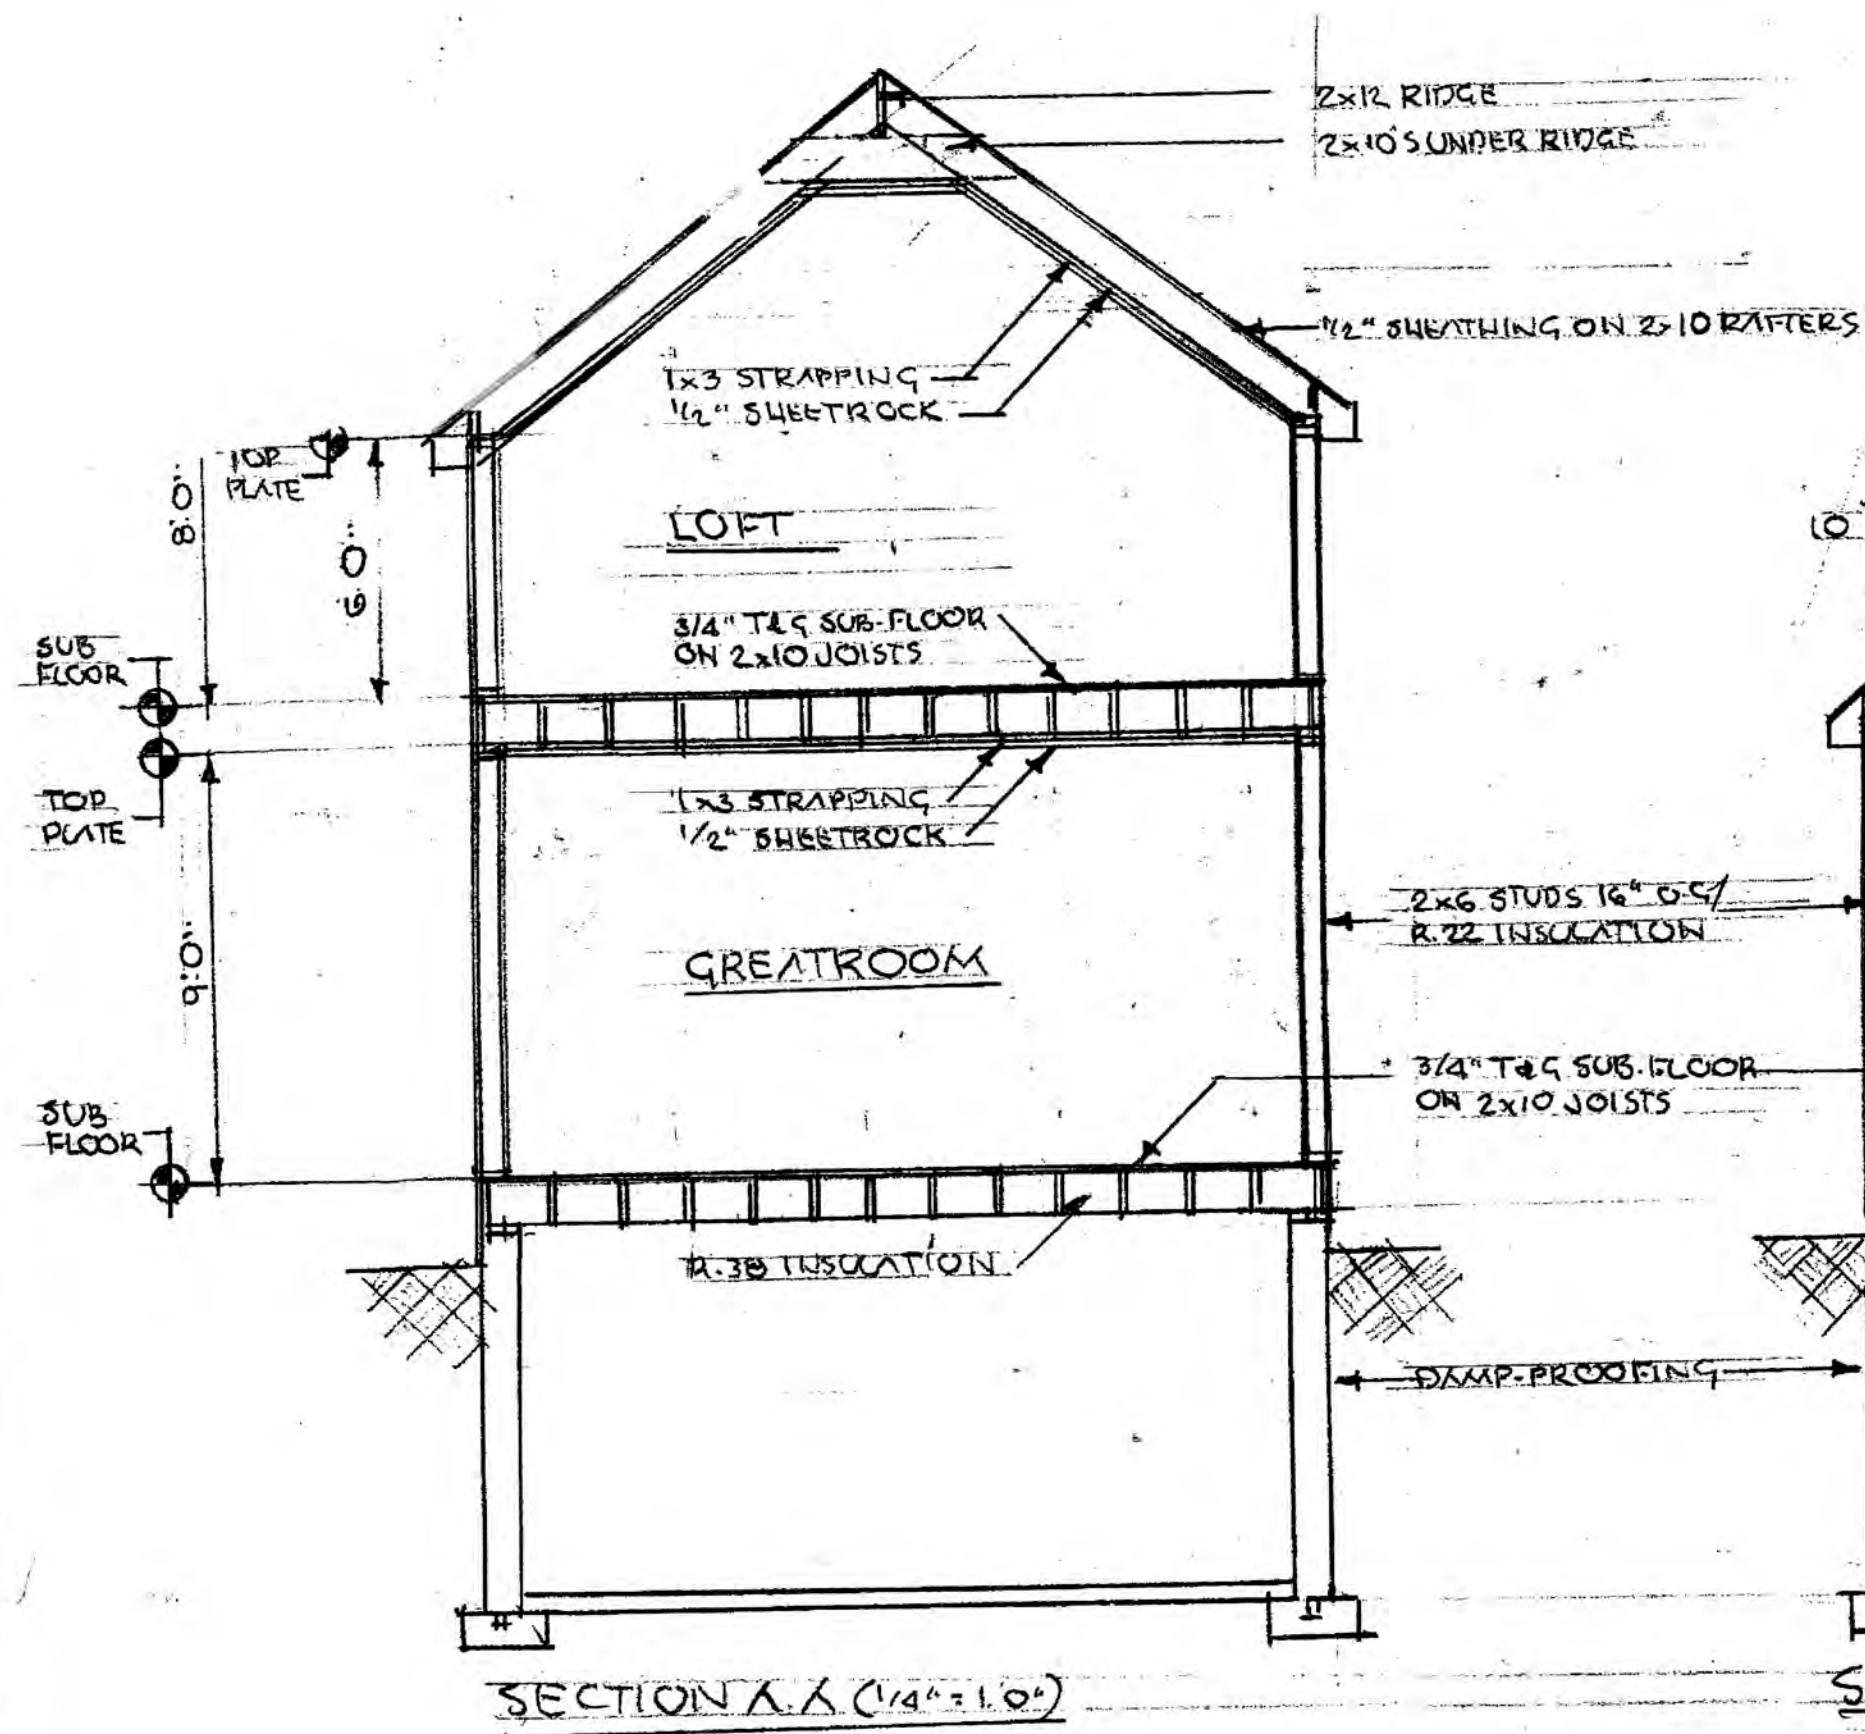 2x12 RIDGE
2x10'S UNDER RIDGE
1/2" SHEATHING ON 2x10 RAFTERS
1x3 STRAPPING
1/2" SHEETROCK
TOP
PLATE
8'.0"
6'.0"
LOFT
3/4" T&G SUB-FLOOR
ON 2x10 JOISTS
SUB
FLOOR
TOP
PLATE
1x3 STRAPPING
1/2" SHEETROCK
2x6 STUDS 16" O.C/
R.22 INSULATION
9'.0"
GREATROOM
3/4" T&G SUB.FLOOR
ON 2x10 JOISTS
SUB
FLOOR
R.38 INSULATION
DAMP-PROOFING
SECTION A.A (1/4" = 1'.0")